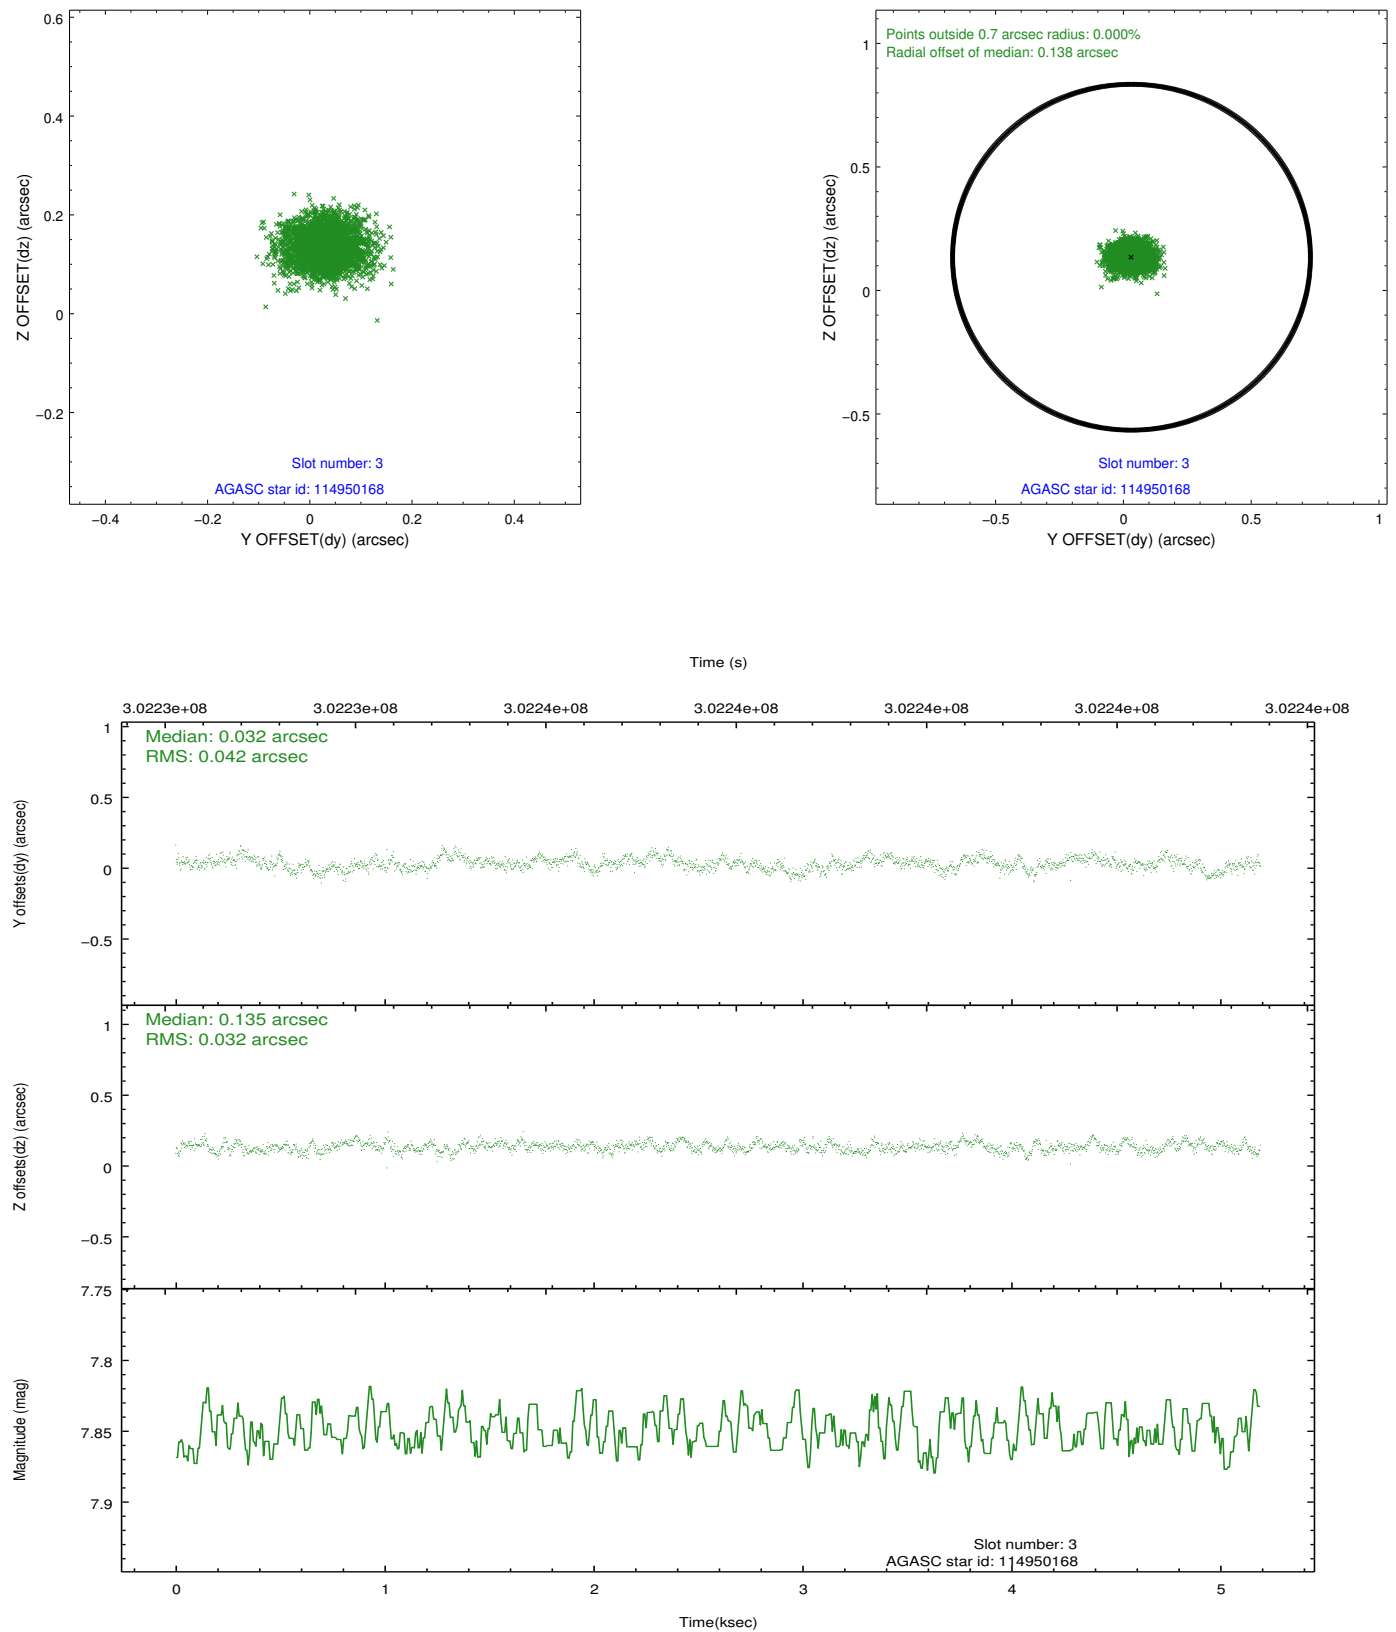 0.6
0.4
0.2
0
−0.2
Z OFFSET(dz) (arcsec)
Slot number: 3
AGASC star id: 114950168
−0.4 −0.2 0 0.2 0.4
Y OFFSET(dy) (arcsec)
Points outside 0.7 arcsec radius: 0.000%
Radial offset of median: 0.138 arcsec
1
0.5
0
−0.5
Z OFFSET(dz) (arcsec)
Slot number: 3
AGASC star id: 114950168
−0.5 0 0.5 1
Y OFFSET(dy) (arcsec)
Time (s)
3.0223e+08 3.0223e+08 3.0224e+08 3.0224e+08 3.0224e+08 3.0224e+08 3.0224e+08
Median: 0.032 arcsec
RMS: 0.042 arcsec
1
0.5
0
−0.5
Y offsets(dy) (arcsec)
Median: 0.135 arcsec
RMS: 0.032 arcsec
1
0.5
0
−0.5
Z offsets(dz) (arcsec)
7.75
7.8
7.85
7.9
Magnitude (mag)
Slot number: 3
AGASC star id: 114950168
0 1 2 3 4 5
Time(ksec)